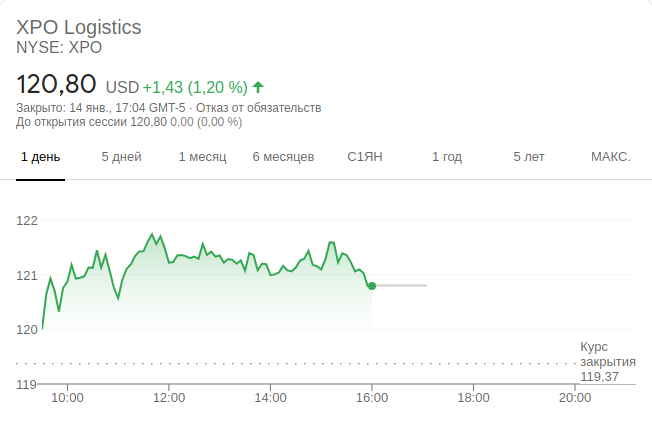 XPO Logistics
NYSE: XPO
120,80 USD +1,43 (1,20 %)
Закрыто: 14 янв., 17:04 GMT-5 · Отказ от обязательств
До открытия сессии 120,80 0,00 (0,00 %)
1 день 5 дней 1 месяц 6 месяцев С1ЯН 1 год 5 лет МАКС.
122
121
120
Курс
закрытия
119,37
119
10:00 12:00 14:00 16:00 18:00 20:00